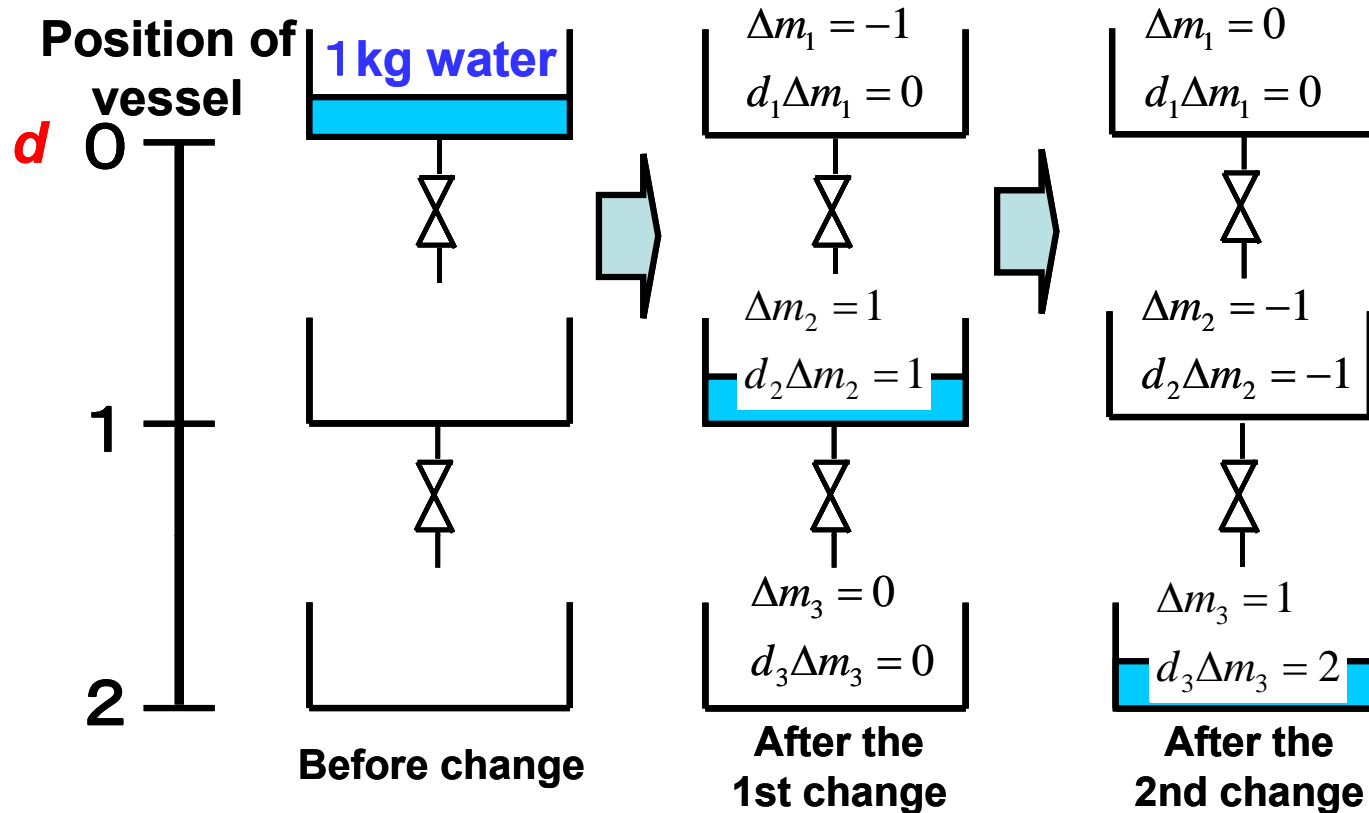 Position of
vessel
d
0
1
2
1kg water
Before change
Δm₁ = −1
d₁Δm₁ = 0
Δm₂ = 1
d₂Δm₂ = 1
Δm₃ = 0
d₃Δm₃ = 0
After the
1st change
Δm₁ = 0
d₁Δm₁ = 0
Δm₂ = −1
d₂Δm₂ = −1
Δm₃ = 1
d₃Δm₃ = 2
After the
2nd change